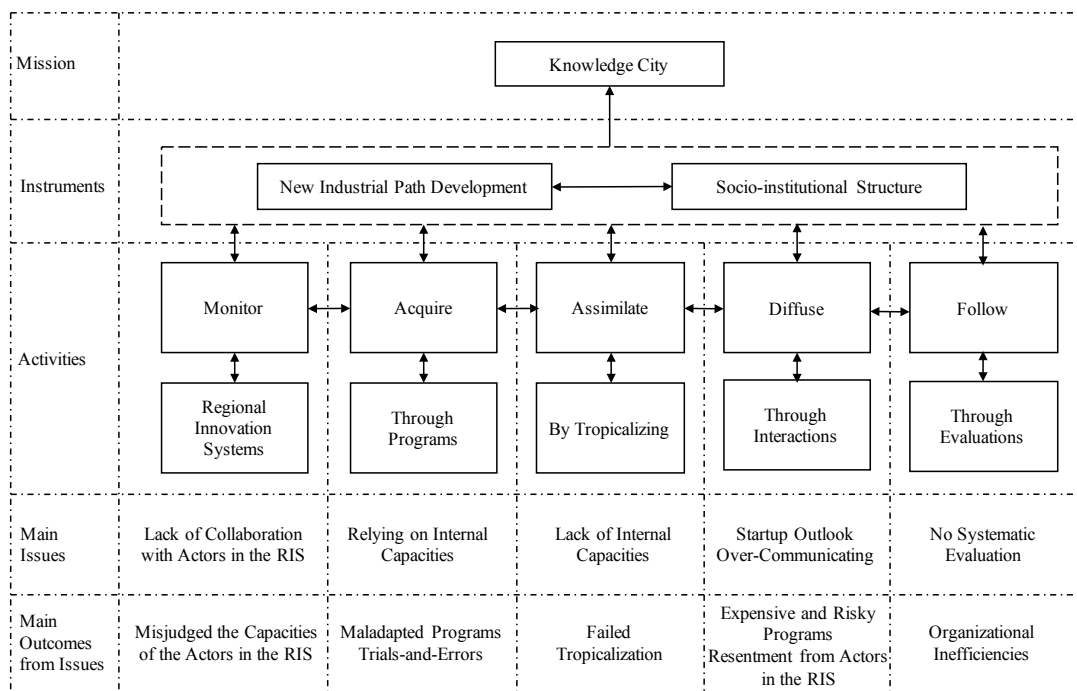 Mission
Knowledge City
Instruments
New Industrial Path Development
Socio-institutional Structure
Activities
Monitor
Acquire
Assimilate
Diffuse
Follow
Regional
Innovation
Systems
Through
Programs
By Tropicalizing
Through
Interactions
Through
Evaluations
Main
Issues
Lack of Collaboration
with Actors in the RIS
Relying on Internal
Capacities
Lack of Internal
Capacities
Startup Outlook
Over-Communicating
No Systematic
Evaluation
Main
Outcomes
from Issues
Misjudged the Capacities
of the Actors in the RIS
Maladapted Programs
Trials-and-Errors
Failed
Tropicalization
Expensive and Risky
Programs
Resentment from Actors
in the RIS
Organizational
Inefficiencies